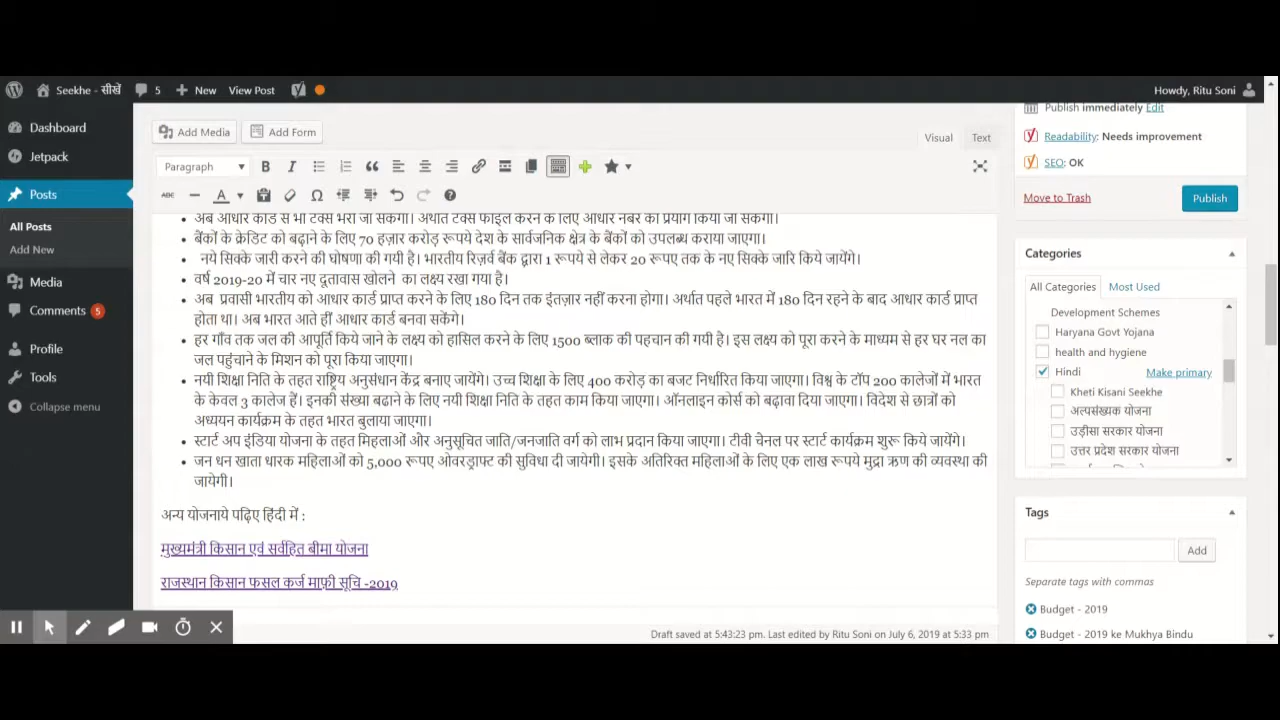 Seekhe - सीखें 5 New View Post Howdy, Ritu Soni
Dashboard
Jetpack
Posts
All Posts
Add New
Media
Comments 5
Profile
Tools
Collapse menu
Add Media Add Form
Visual Text
Paragraph
अब आधार कार्ड से भी टैक्स भरा जा सकेगा। अर्थात टैक्स फाइल करने के लिए आधार नंबर का प्रयोग किया जा सकेगा।
बैंकों के क्रेडिट को बढ़ाने के लिए 70 हज़ार करोड़ रूपये देश के सार्वजनिक क्षेत्र के बैंकों को उपलब्ध कराया जाएगा।
नये सिक्के जारी करने की घोषणा की गयी है। भारतीय रिज़र्व बैंक द्वारा 1 रूपये से लेकर 20 रूपए तक के नए सिक्के जारि किये जायेंगे।
वर्ष 2019-20 में चार नए दूतावास खोलने का लक्ष्य रखा गया है।
अब प्रवासी भारतीय को आधार कार्ड प्राप्त करने के लिए 180 दिन तक इंतज़ार नहीं करना होगा। अर्थात पहले भारत में 180 दिन रहने के बाद आधार कार्ड प्राप्त
होता था। अब भारत आते हीं आधार कार्ड बनवा सकेंगे।
हर गाँव तक जल की आपूर्ति किये जाने के लक्ष्य को हासिल करने के लिए 1500 ब्लाक की पहचान की गयी है। इस लक्ष्य को पूरा करने के माध्यम से हर घर नल का
जल पहुंचाने के मिशन को पूरा किया जाएगा।
नयी शिक्षा निति के तहत राष्ट्रिय अनुसंधान केंद्र बनाए जायेंगे। उच्च शिक्षा के लिए 400 करोड़ का बजट निर्धारित किया जाएगा। विश्व के टॉप 200 कालेजों में भारत
के केवल 3 कालेज हैं। इनकी संख्या बढाने के लिए नयी शिक्षा निति के तहत काम किया जाएगा। ऑनलाइन कोर्स को बढ़ावा दिया जाएगा। विदेश से छात्रों को
अध्ययन कार्यक्रम के तहत भारत बुलाया जाएगा।
स्टार्ट अप इंडिया योजना के तहत मिहलाओं और अनुसूचित जाति/जनजाति वर्ग को लाभ प्रदान किया जाएगा। टीवी चैनल पर स्टार्ट कार्यक्रम शुरू किये जायेंगे।
जन धन खाता धारक महिलाओं को 5,000 रूपए ओवरड्राफ्ट की सुविधा दी जायेगी। इसके अतिरिक्त महिलाओं के लिए एक लाख रूपये मुद्रा ऋण की व्यवस्था की
जायेगी।
अन्य योजनाये पढ़िए हिंदी में :
मुख्यमंत्री किसान एवं सर्वहित बीमा योजना
राजस्थान किसान फसल कर्ज माफ़ी सूचि -2019
Draft saved at 5:43:23 pm. Last edited by Ritu Soni on July 6, 2019 at 5:33 pm
Publish immediately Edit
Readability: Needs improvement
SEO: OK
Move to Trash Publish
Categories
All Categories Most Used
Development Schemes
Haryana Govt Yojana
health and hygiene
Hindi Make primary
Kheti Kisani Seekhe
अल्पसंख्यक योजना
उड़ीसा सरकार योजना
उत्तर प्रदेश सरकार योजना
Tags
Add
Separate tags with commas
Budget - 2019
Budget - 2019 ke Mukhya Bindu